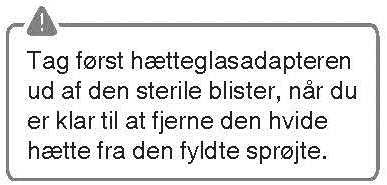 Tag først hætteglasadapteren
ud af den sterile blister, når du
er klar til at fjerne den hvide
hætte fra den fyldte sprøjte.